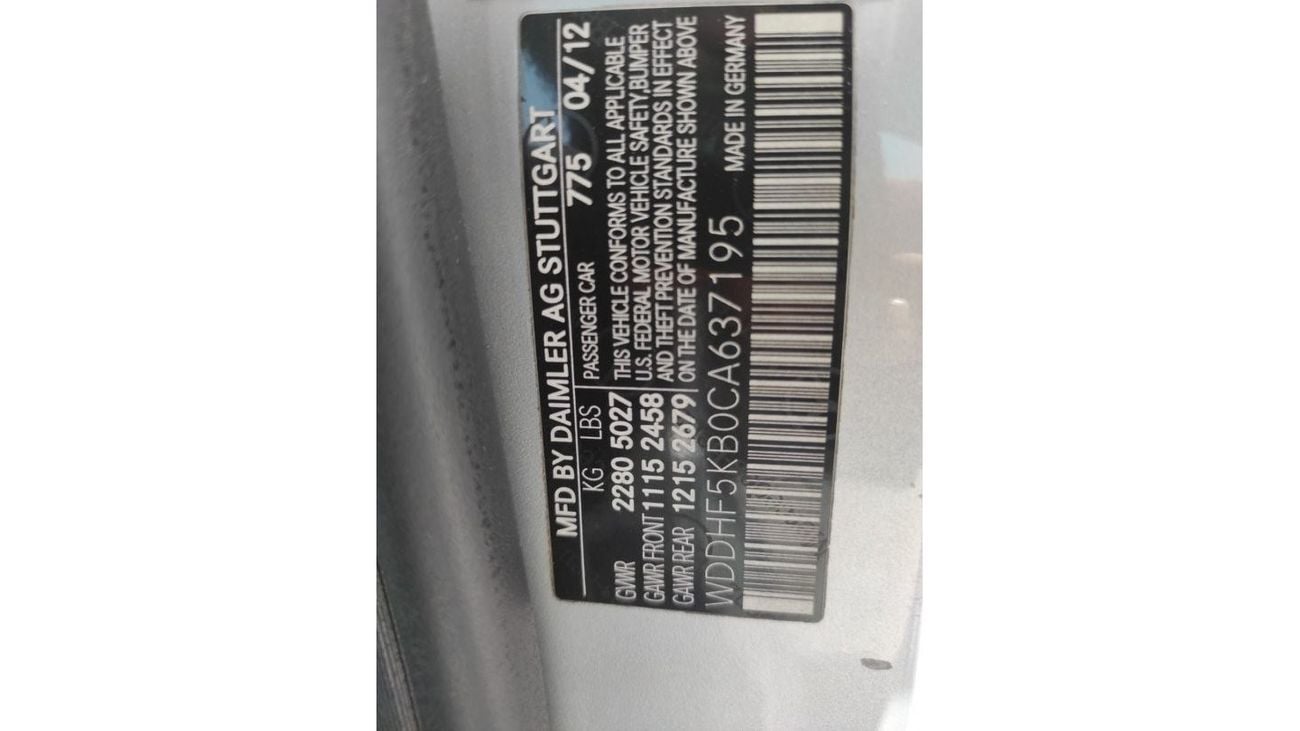 MFD BY DAIMLER AG STUTTGART
KG LBS PASSENGER CAR 775 04/12
GWR 2280 5027 THIS VEHICLE CONFORMS TO ALL APPLICABLE
GAWR FRONT 1115 2458 U.S. FEDERAL MOTOR VEHICLE SAFETY, BUMPER
AND THEFT PREVENTION STANDARDS IN EFFECT
GAWR REAR 1215 2679 ON THE DATE OF MANUFACTURE SHOWN ABOVE
WDDHF5KB0CA637195 MADE IN GERMANY